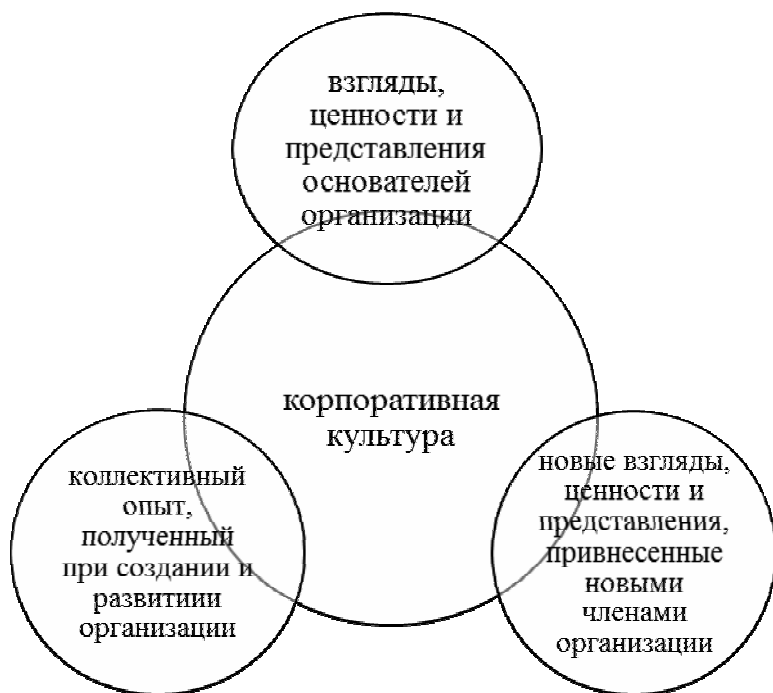 взгляды,
ценности и
представления
основателей
организации
корпоративная
культура
коллективный
опыт,
полученный
при создании и
развитиии
организации
новые взгляды,
ценности и
представления,
привнесенные
новыми
членами
организации